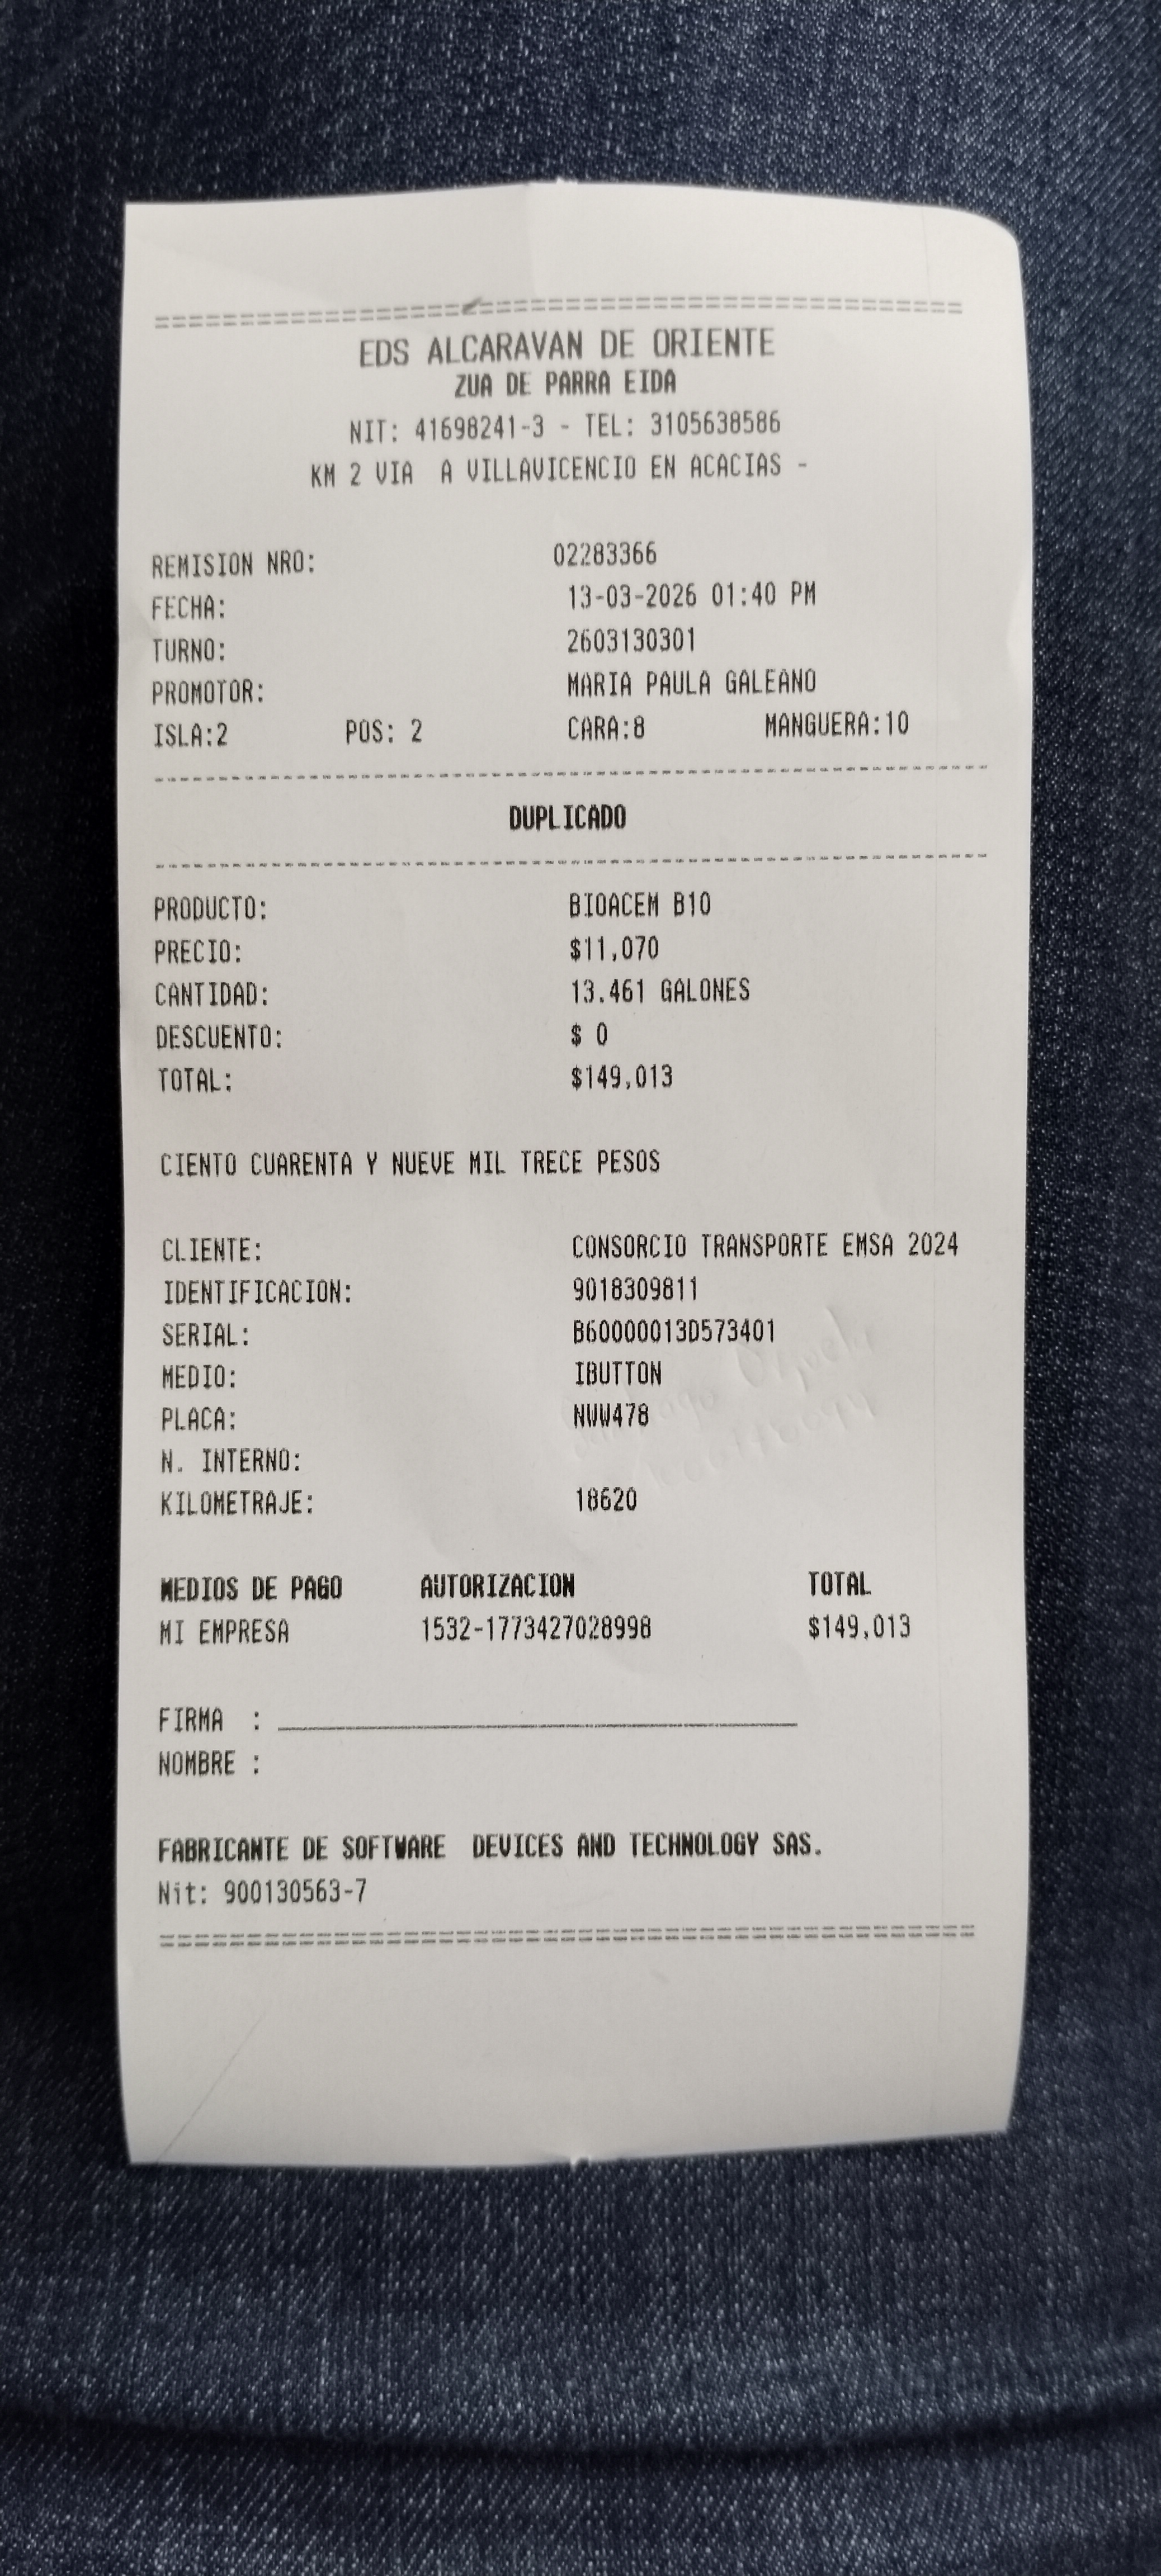 EDS ALCARAVAN DE ORIENTE
ZUA DE PARRA EIDA
NIT: 41698241-3 - TEL: 3105638586
KM 2 VIA A VILLAVICENCIO EN ACACIAS -
REMISION NRO: 02283366
FECHA: 13-03-2026 01:40 PM
TURNO: 2603130301
PROMOTOR: MARIA PAULA GALEANO
ISLA:2 POS: 2 CARA:8 MANGUERA:10
DUPLICADO
PRODUCTO: BIOACEM B10
PRECIO: $11,070
CANTIDAD: 13.461 GALONES
DESCUENTO: $ 0
TOTAL: $149,013
CIENTO CUARENTA Y NUEVE MIL TRECE PESOS
CLIENTE: CONSORCIO TRANSPORTE EMSA 2024
IDENTIFICACION: 9018309811
SERIAL: B60000013D573401
MEDIO: IBUTTON
PLACA: NWW478
N. INTERNO:
KILOMETRAJE: 18620
MEDIOS DE PAGO AUTORIZACION TOTAL
MI EMPRESA 1532-1773427028998 $149,013
FIRMA :
NOMBRE :
FABRICANTE DE SOFTWARE DEVICES AND TECHNOLOGY SAS.
Nit: 900130563-7